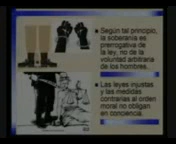 Según tal principio,
la soberanía es
prerrogativa de
la ley, no de la
voluntad arbitraria
de los hombres.
Las leyes injustas
y las medidas
contrarias al orden
moral no obligan
en conciencia.